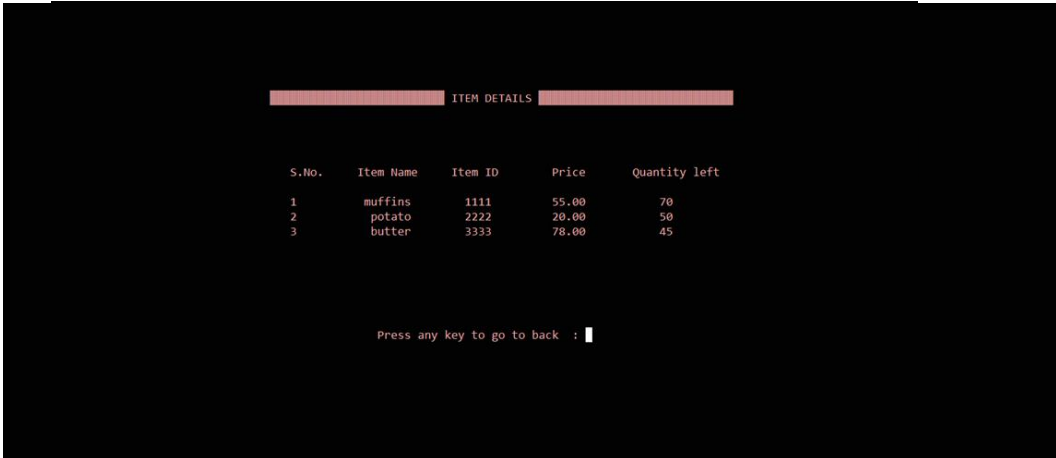 ITEM DETAILS
S.No. Item Name Item ID Price Quantity left
1 muffins 1111 55.00 70
2 potato 2222 20.00 50
3 butter 3333 78.00 45
Press any key to go to back :